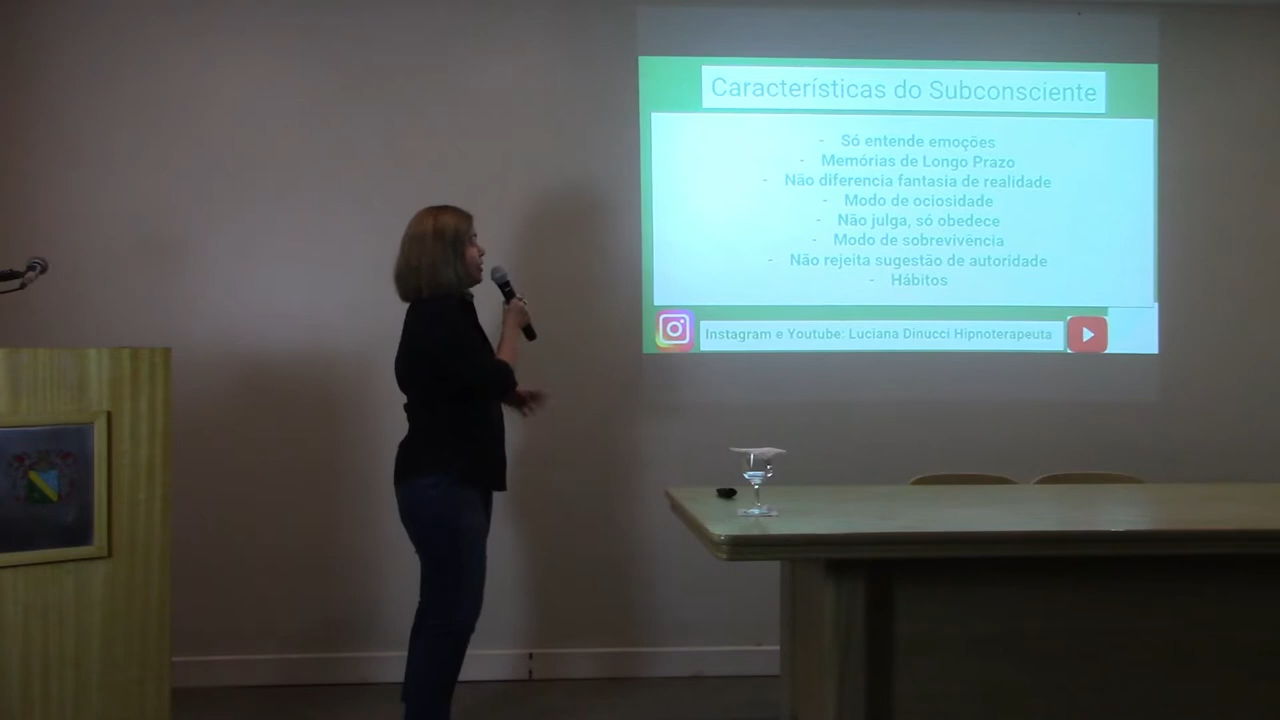 Características do Subconsciente
- Só entende emoções
- Memórias de Longo Prazo
- Não diferencia fantasia de realidade
- Modo de ociosidade
- Não julga, só obedece
- Modo de sobrevivência
- Não rejeita sugestão de autoridade
- Hábitos
Instagram e Youtube: Luciana Dinucci Hipnoterapeuta